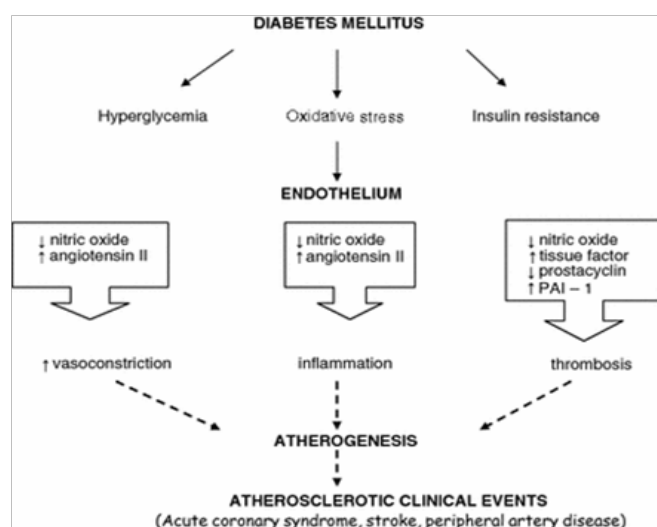 DIABETES MELLITUS
Hyperglycemia
Oxidative stress
Insulin resistance
ENDOTHELIUM
↓ nitric oxide
↑ angiotensin II
↓ nitric oxide
↑ angiotensin II
↓ nitric oxide
↑ tissue factor
↓ prostacyclin
↑ PAI – 1
↑ vasoconstriction
inflammation
thrombosis
ATHEROGENESIS
ATHEROSCLEROTIC CLINICAL EVENTS
(Acute coronary syndrome, stroke, peripheral artery disease)